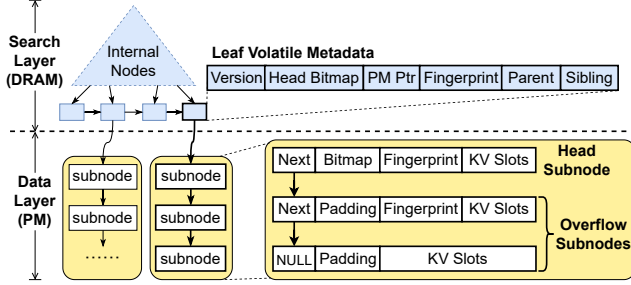 Search
Layer
(DRAM)
Internal
Nodes
Leaf Volatile Metadata
Version Head Bitmap PM Ptr Fingerprint Parent Sibling
Data
Layer
(PM)
subnode
subnode
......
subnode
subnode
subnode
Next Bitmap Fingerprint KV Slots
Head
Subnode
Next Padding Fingerprint KV Slots
NULL Padding KV Slots
Overflow
Subnodes